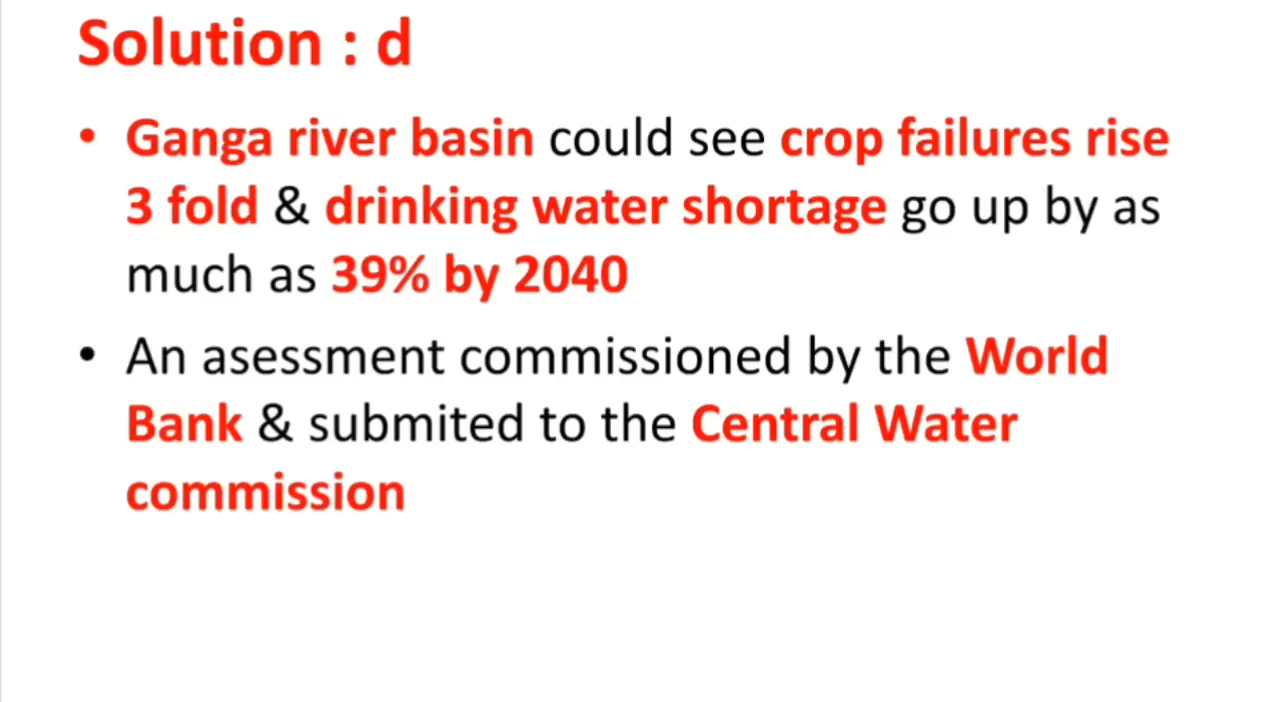 Solution : d
• Ganga river basin could see crop failures rise
3 fold & drinking water shortage go up by as
much as 39% by 2040
• An asessment commissioned by the World
Bank & submited to the Central Water
commission